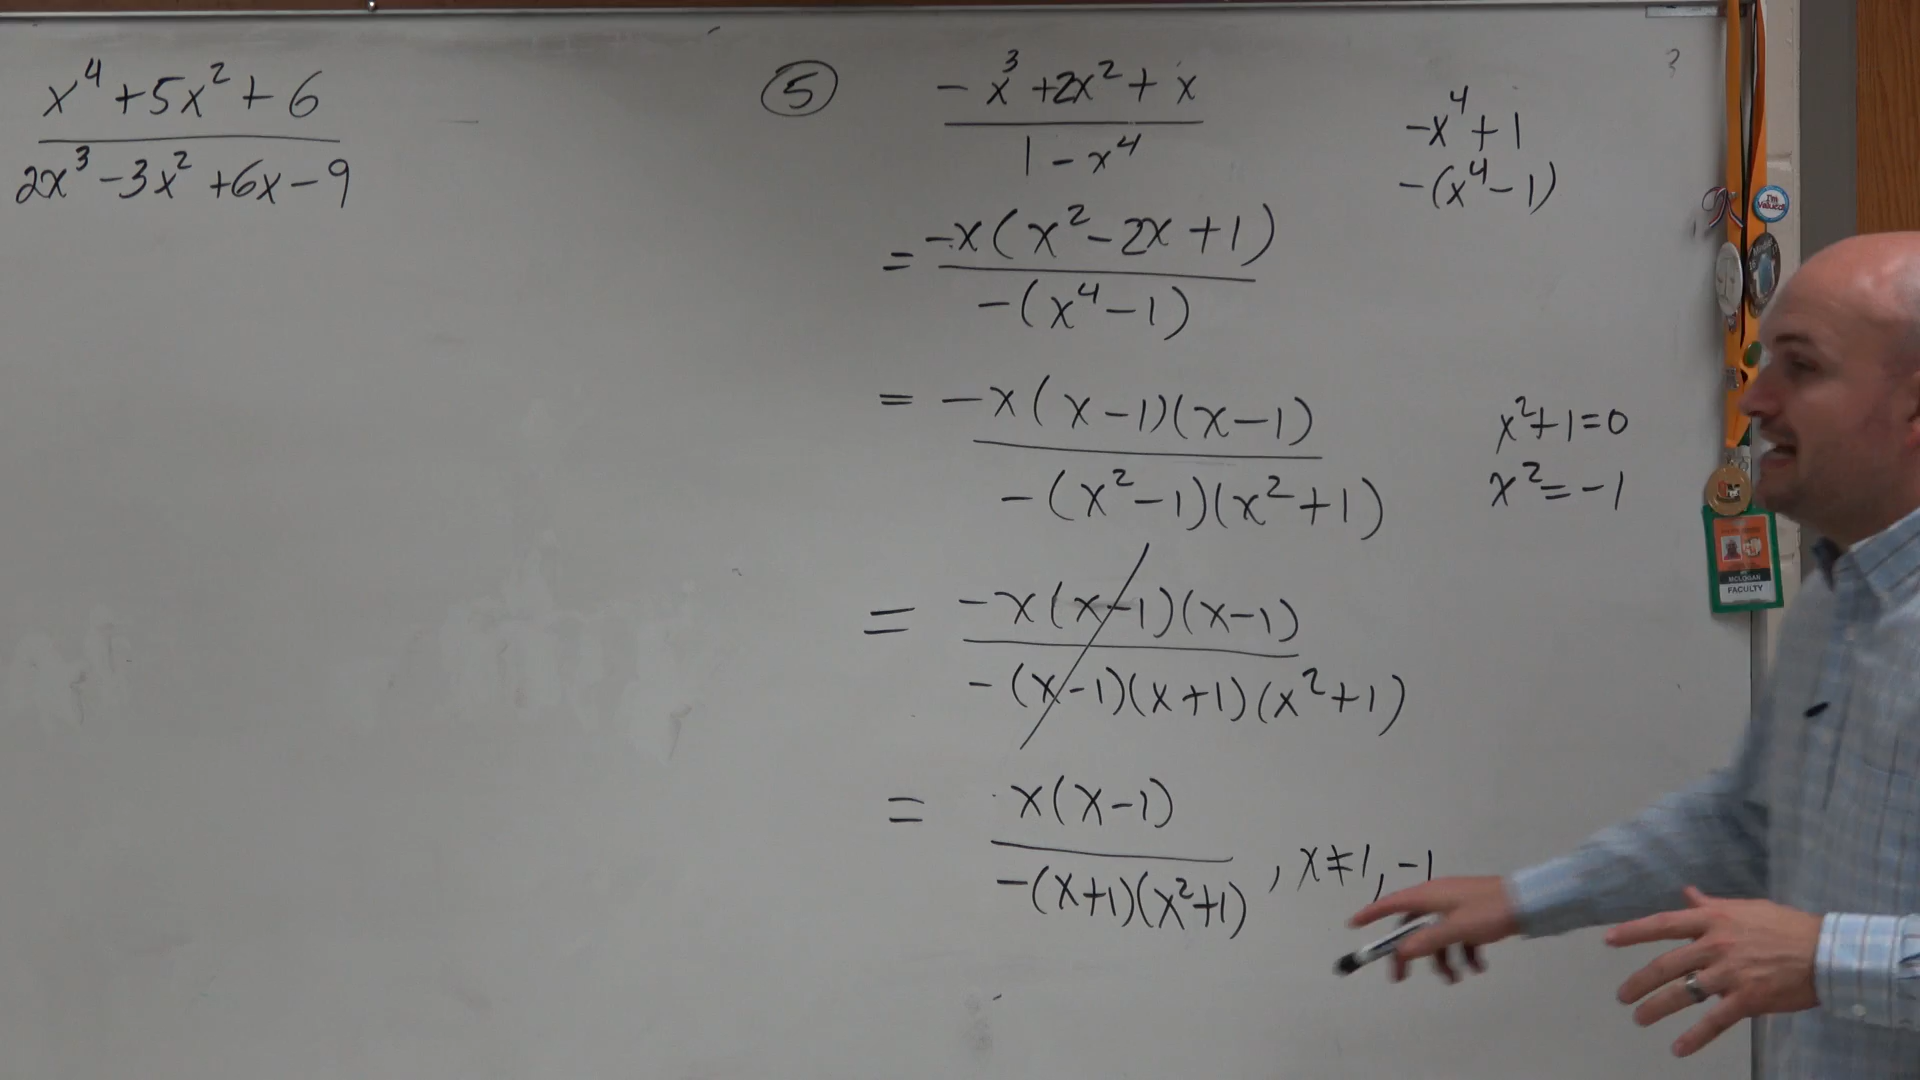 x⁴ + 5x² + 6
2x³ - 3x² + 6x - 9
5
- x³ + 2x² + x
1 - x⁴
= -x(x² - 2x + 1)
-(x⁴ - 1)
= -x(x - 1)(x - 1)
-(x² - 1)(x² + 1)
= -x(x - 1)(x - 1)
-(x - 1)(x + 1)(x² + 1)
= x(x - 1)
-(x + 1)(x² + 1) , x ≠ 1, -1
-x⁴ + 1
-(x⁴ - 1)
x² + 1 = 0
x² = -1
I'm
MCLOGAN
FACULTY